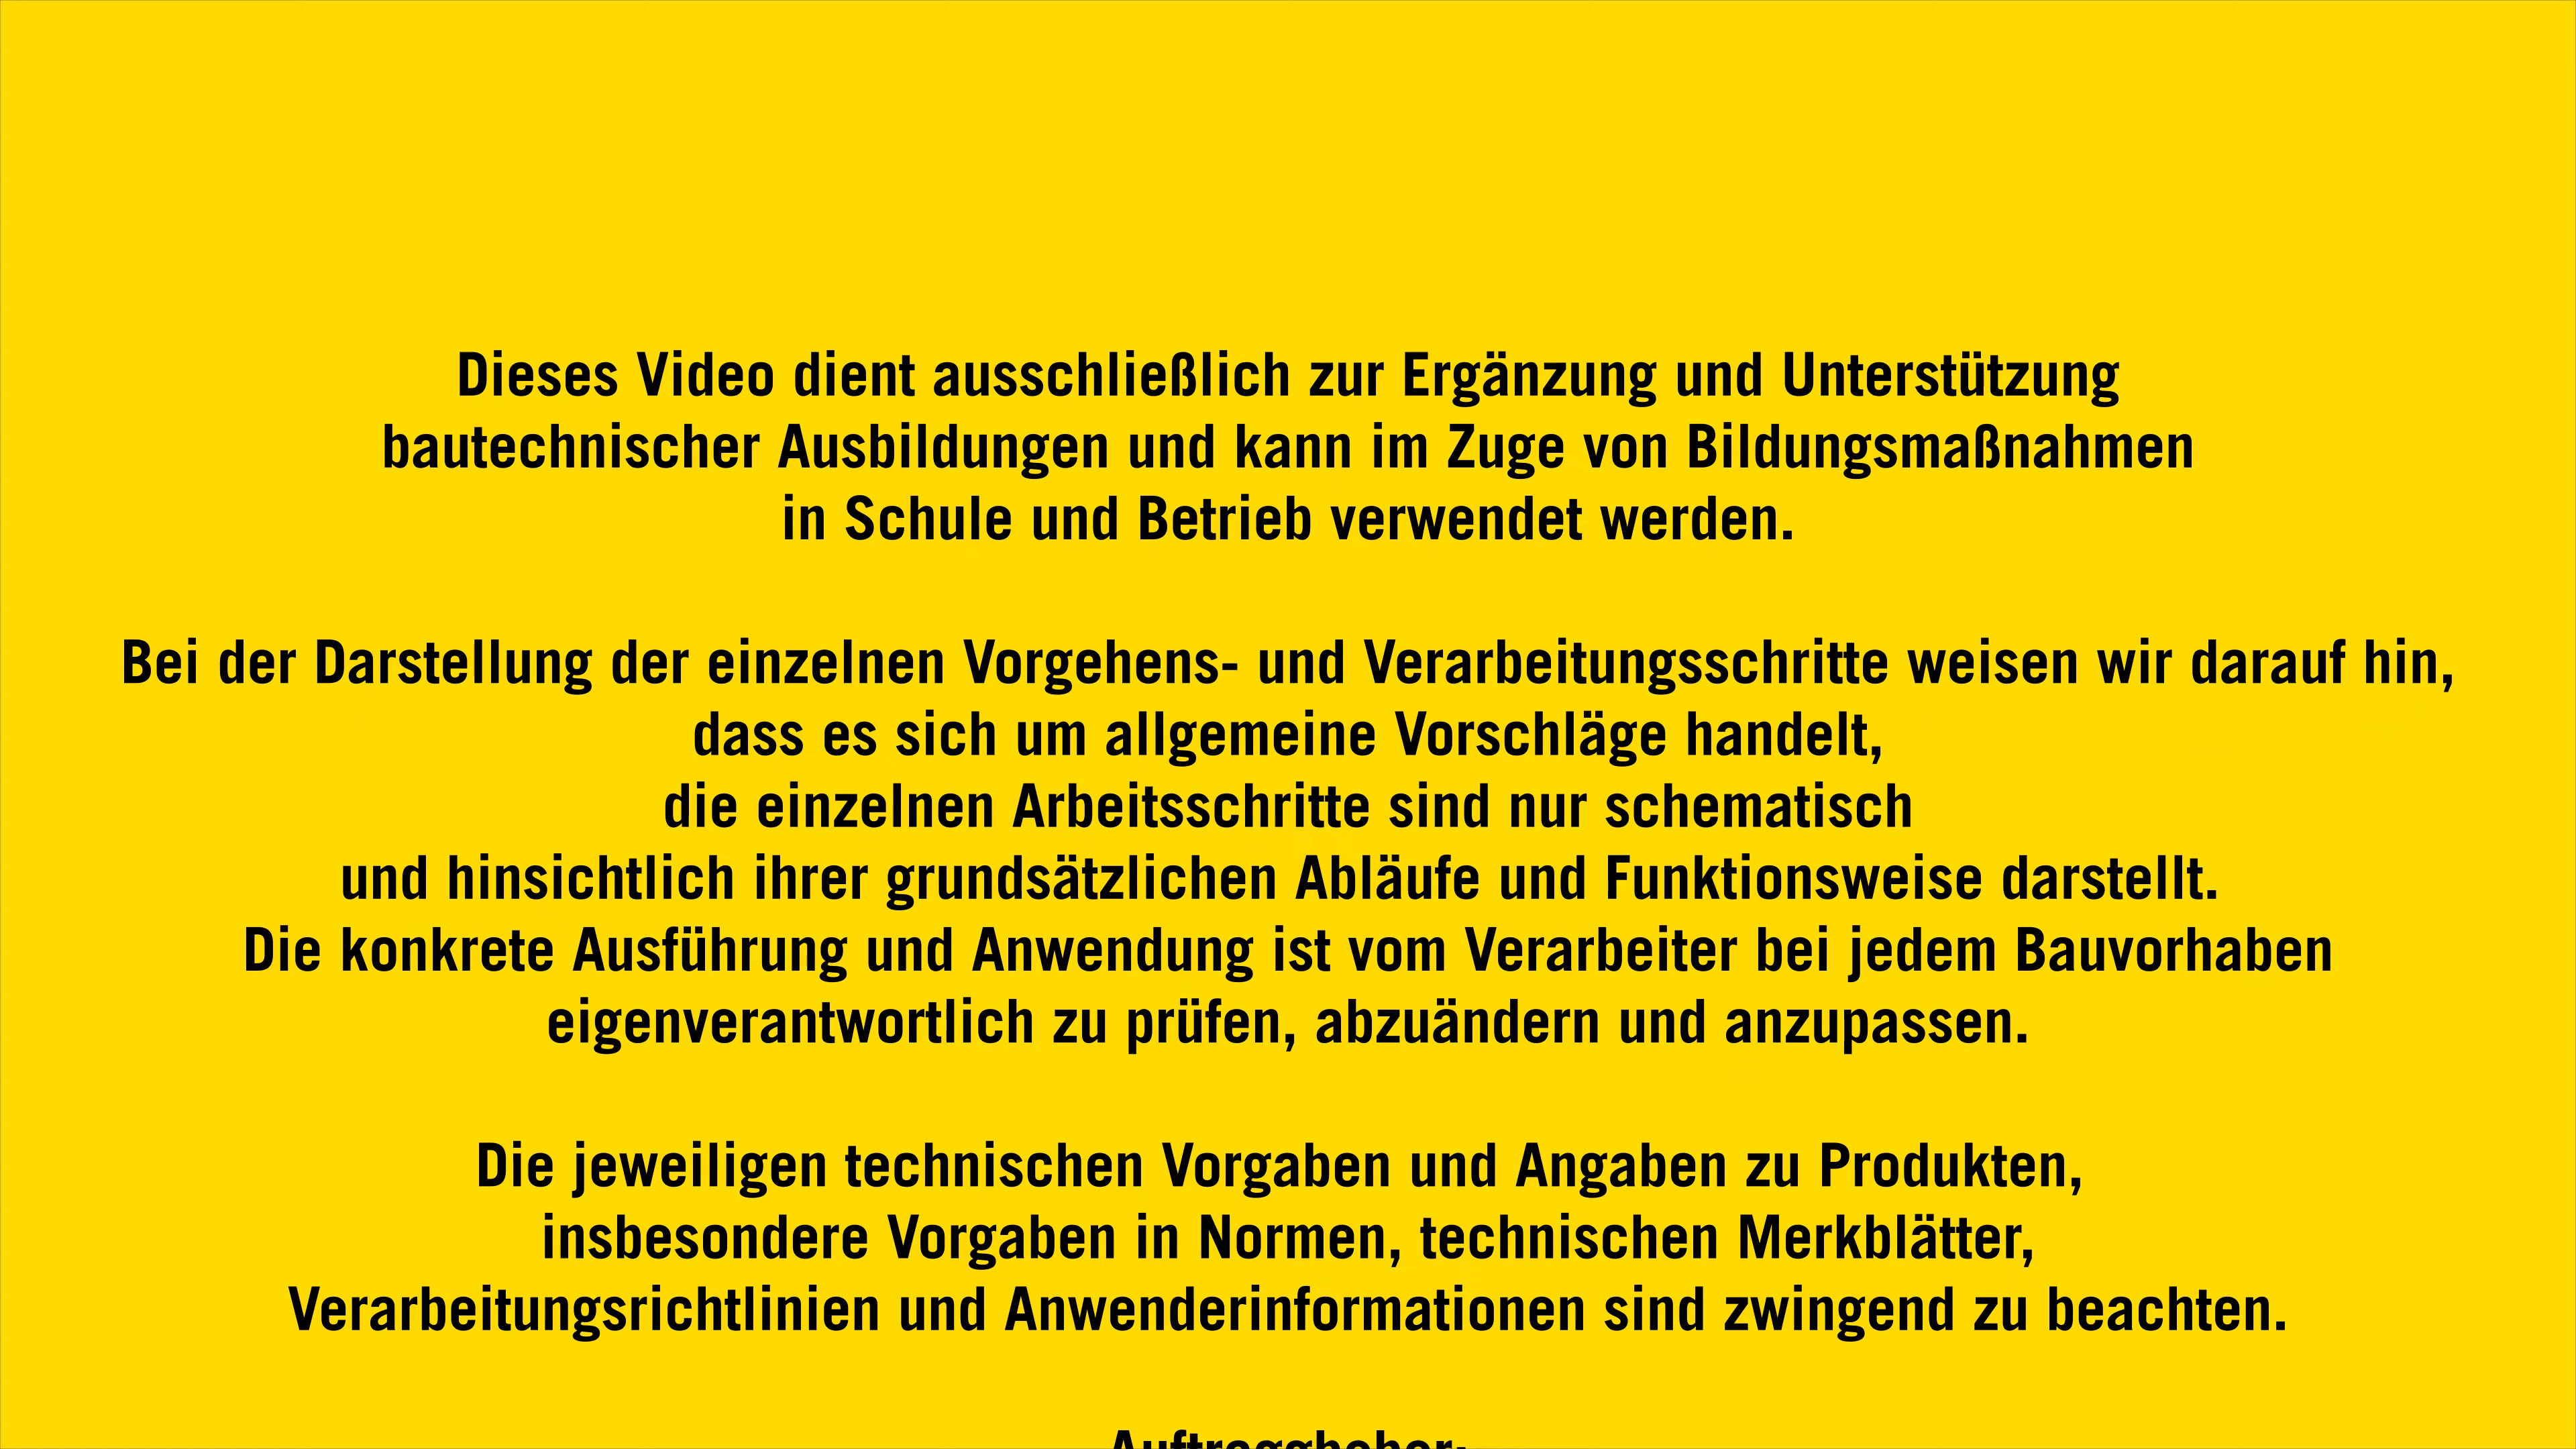 Dieses Video dient ausschließlich zur Ergänzung und Unterstützung
bautechnischer Ausbildungen und kann im Zuge von Bildungsmaßnahmen
in Schule und Betrieb verwendet werden.
Bei der Darstellung der einzelnen Vorgehens- und Verarbeitungsschritte weisen wir darauf hin,
dass es sich um allgemeine Vorschläge handelt,
die einzelnen Arbeitsschritte sind nur schematisch
und hinsichtlich ihrer grundsätzlichen Abläufe und Funktionsweise darstellt.
Die konkrete Ausführung und Anwendung ist vom Verarbeiter bei jedem Bauvorhaben
eigenverantwortlich zu prüfen, abzuändern und anzupassen.
Die jeweiligen technischen Vorgaben und Angaben zu Produkten,
insbesondere Vorgaben in Normen, technischen Merkblätter,
Verarbeitungsrichtlinien und Anwenderinformationen sind zwingend zu beachten.